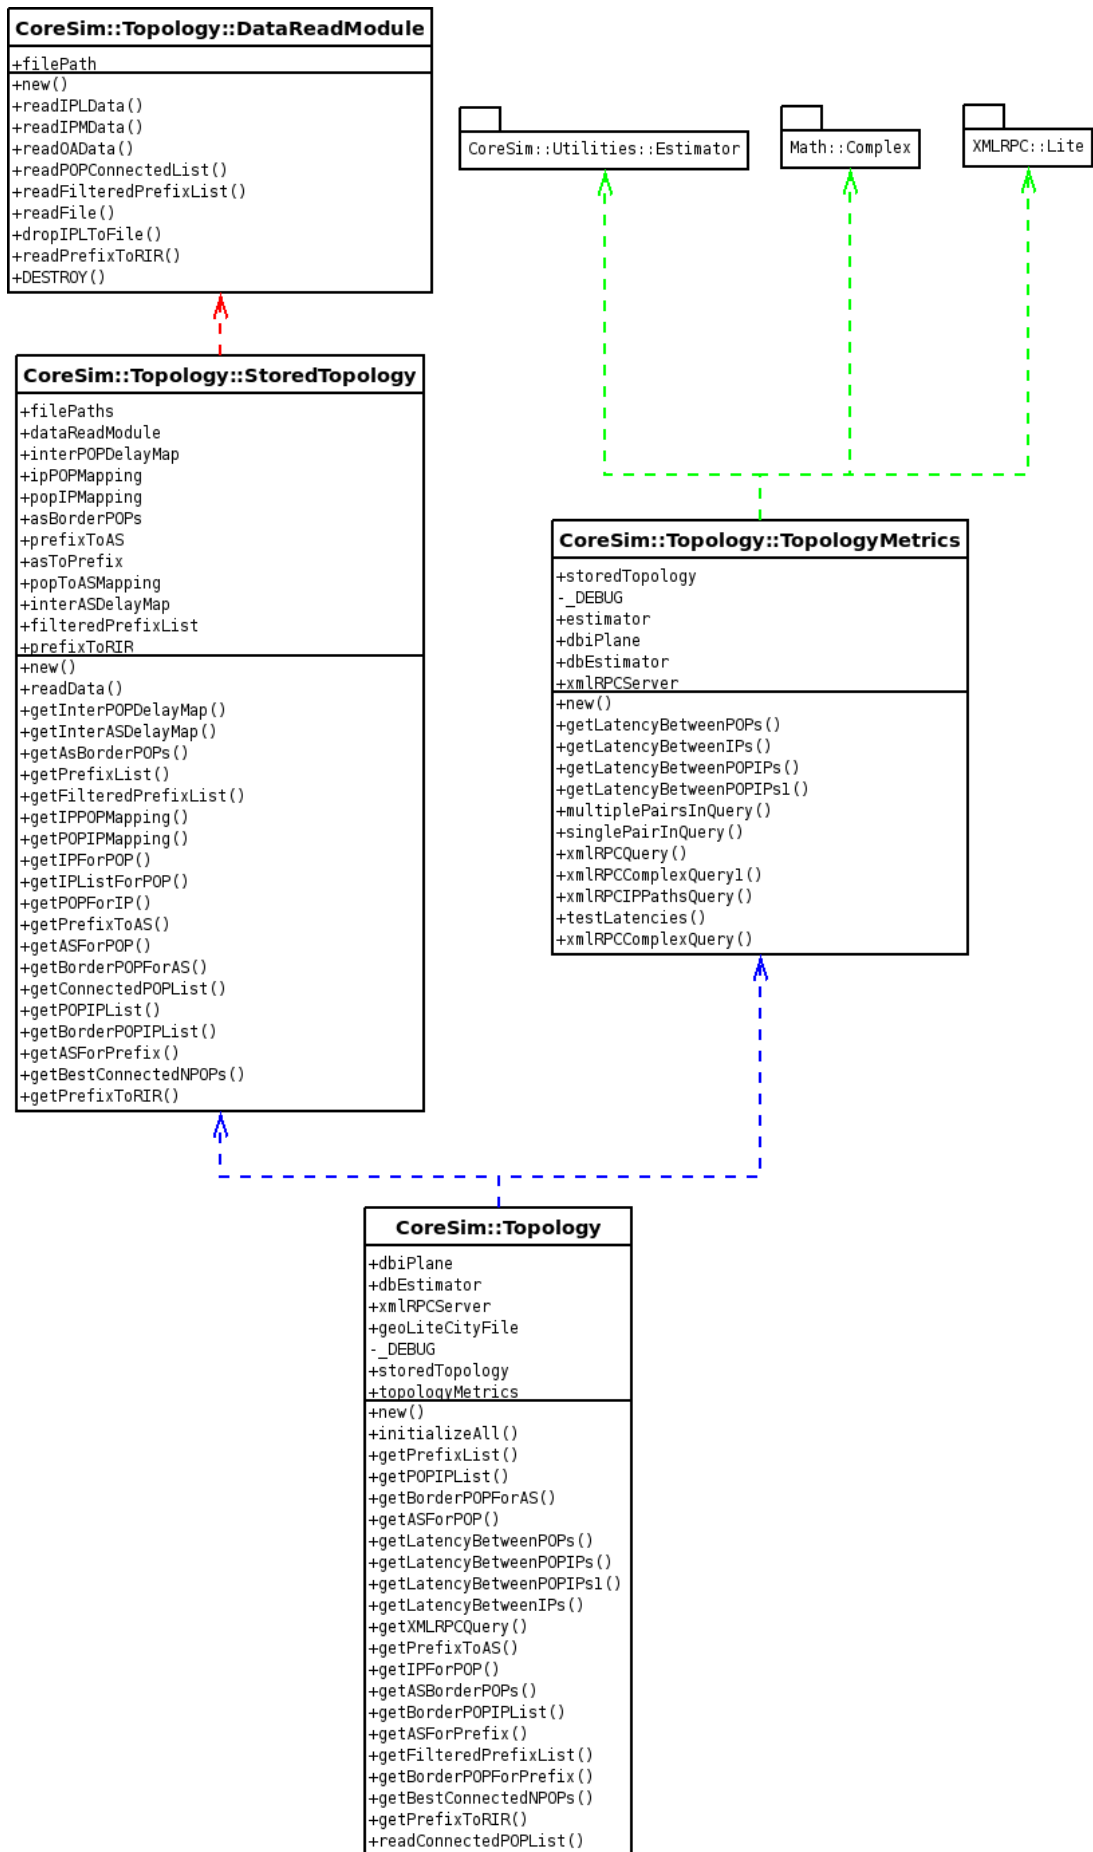 CoreSim::Topology::DataReadModule
+filePath
+new()
+readIPLData()
+readIPMData()
+readOAData()
+readPOPConnectedList()
+readFilteredPrefixList()
+readFile()
+dropIPLToFile()
+readPrefixToRIR()
+DESTROY()
CoreSim::Utilities::Estimator
Math::Complex
XMLRPC::Lite
CoreSim::Topology::StoredTopology
+filePaths
+dataReadModule
+interPOPDelayMap
+ipPOPMapping
+popIPMapping
+asBorderPOPs
+prefixToAS
+asToPrefix
+popToASMapping
+interASDelayMap
+filteredPrefixList
+prefixToRIR
+new()
+readData()
+getInterPOPDelayMap()
+getInterASDelayMap()
+getAsBorderPOPs()
+getPrefixList()
+getFilteredPrefixList()
+getIPPOPMapping()
+getPOPIPMapping()
+getIPForPOP()
+getIPListForPOP()
+getPOPForIP()
+getPrefixToAS()
+getASForPOP()
+getBorderPOPForAS()
+getConnectedPOPList()
+getPOPIPList()
+getBorderPOPIPList()
+getASForPrefix()
+getBestConnectedNPOPs()
+getPrefixToRIR()
CoreSim::Topology::TopologyMetrics
+storedTopology
-_DEBUG
+estimator
+dbiPlane
+dbEstimator
+xmlRPCServer
+new()
+getLatencyBetweenPOPs()
+getLatencyBetweenIPs()
+getLatencyBetweenPOPIPs()
+getLatencyBetweenPOPIPs1()
+multiplePairsInQuery()
+singlePairInQuery()
+xmlRPCQuery()
+xmlRPCComplexQuery1()
+xmlRPCIPPathsQuery()
+testLatencies()
+xmlRPCComplexQuery()
CoreSim::Topology
+dbiPlane
+dbEstimator
+xmlRPCServer
+geoLiteCityFile
-_DEBUG
+storedTopology
+topologyMetrics
+new()
+initializeAll()
+getPrefixList()
+getPOPIPList()
+getBorderPOPForAS()
+getASForPOP()
+getLatencyBetweenPOPs()
+getLatencyBetweenPOPIPs()
+getLatencyBetweenPOPIPs1()
+getLatencyBetweenIPs()
+getXMLRPCQuery()
+getPrefixToAS()
+getIPForPOP()
+getASBorderPOPs()
+getBorderPOPIPList()
+getASForPrefix()
+getFilteredPrefixList()
+getBorderPOPForPrefix()
+getBestConnectedNPOPs()
+getPrefixToRIR()
+readConnectedPOPList()